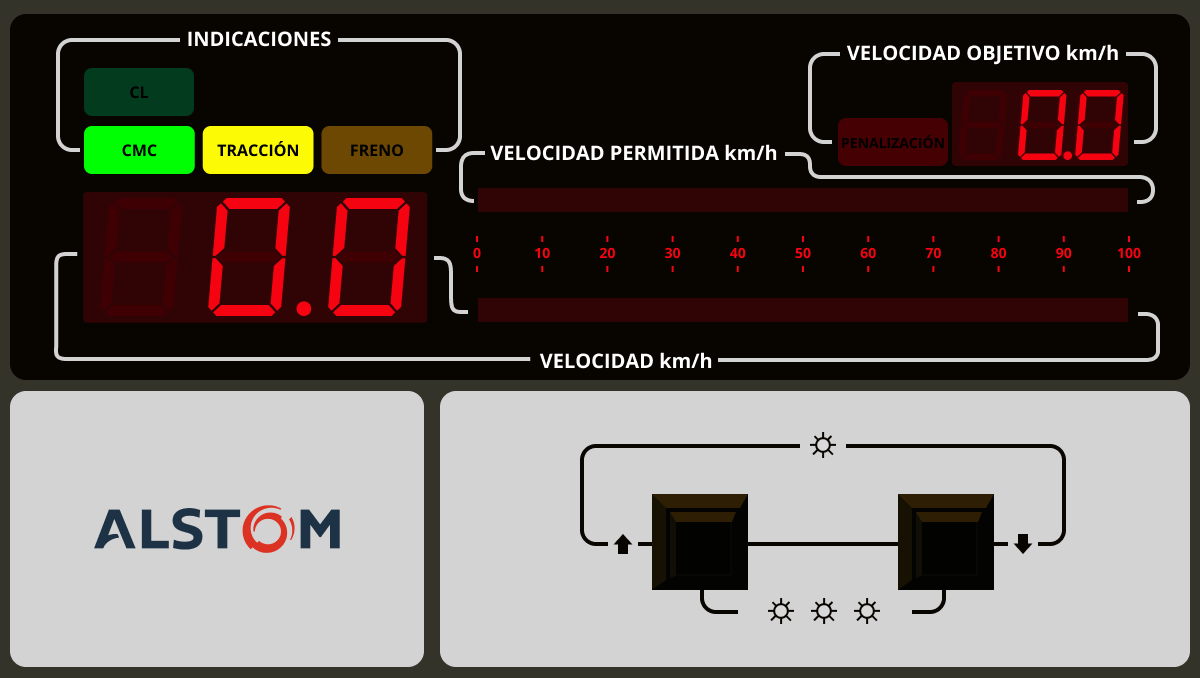 INDICACIONES
VELOCIDAD OBJETIVO km/h
CL
CMC
TRACCIÓN
FRENO
PENALIZACIÓN
0.0
VELOCIDAD PERMITIDA km/h
0.0
0 10 20 30 40 50 60 70 80 90 100
VELOCIDAD km/h
ALSTOM